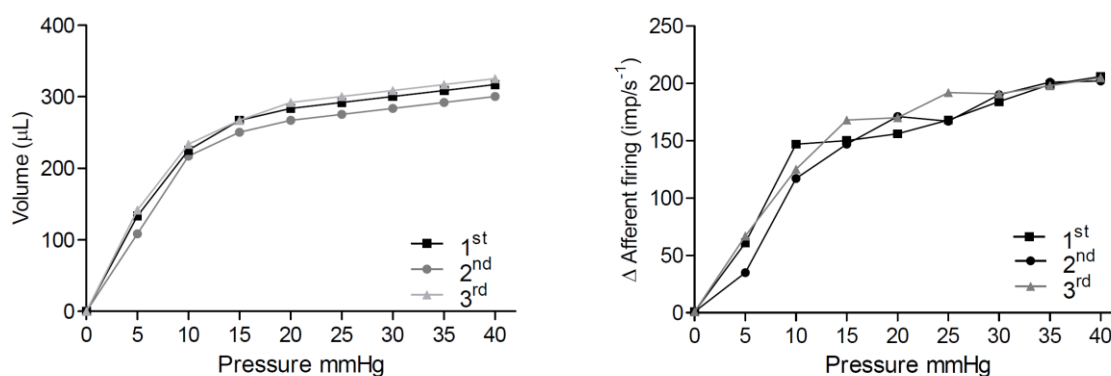 400
300
200
100
0
Volume (μL)
0 5 10 15 20 25 30 35 40
Pressure mmHg
1st
2nd
3rd
250
200
150
100
50
0
Δ Afferent firing (imp/s⁻¹)
0 5 10 15 20 25 30 35 40
Pressure mmHg
1st
2nd
3rd